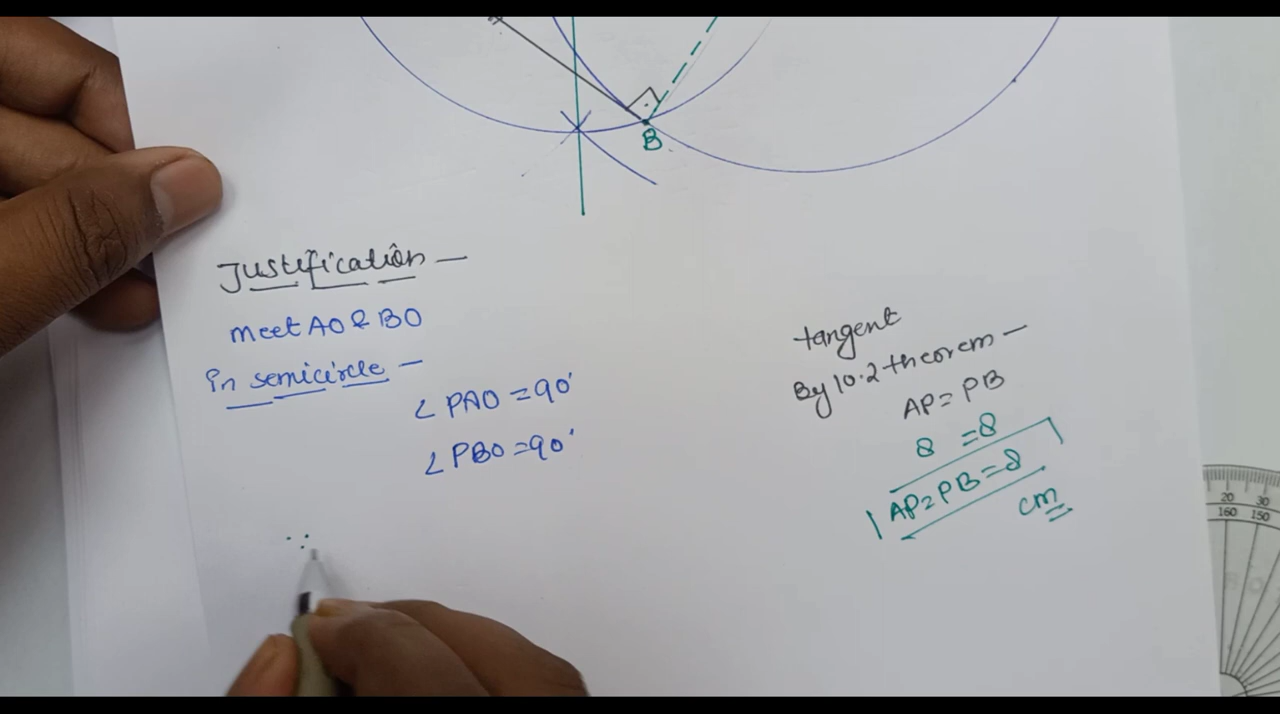 B
Justification —
meet AO & BO
in semicircle —
∠ PAO = 90°
∠ PBO = 90°
∵
tangent
By 10.2 theorem —
AP = PB
8 = 8
AP = PB = 8
cm
20 30
160 150